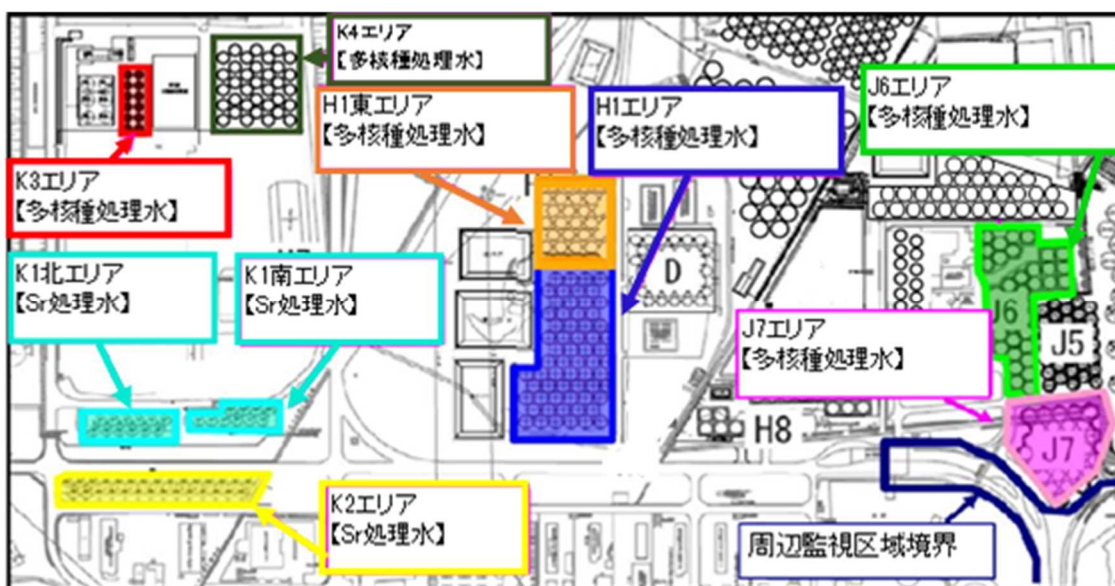 K4エリア
【多核種処理水】
H1東エリア
【多核種処理水】
H1エリア
【多核種処理水】
J6エリア
【多核種処理水】
K3エリア
【多核種処理水】
K1北エリア
【Sr処理水】
K1南エリア
【Sr処理水】
D
J6
J5
J7エリア
【多核種処理水】
H8
J7
K2エリア
【Sr処理水】
周辺監視区域境界